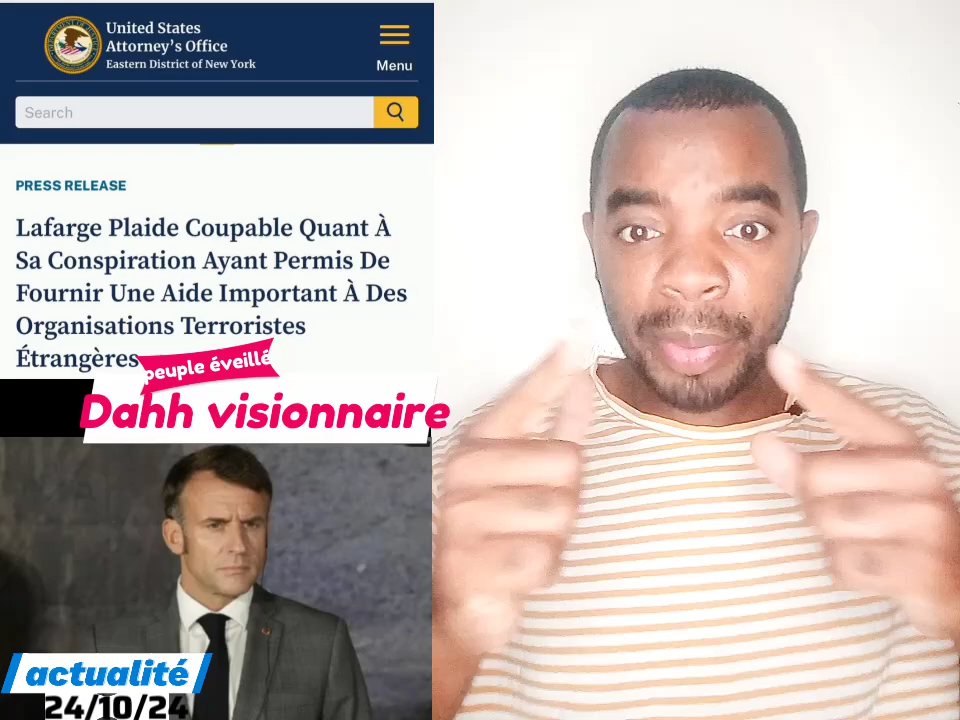 United States
Attorney's Office
Eastern District of New York
Menu
Search
PRESS RELEASE
Lafarge Plaide Coupable Quant À
Sa Conspiration Ayant Permis De
Fournir Une Aide Important À Des
Organisations Terroristes
Étrangères
peuple éveillé
Dahh visionnaire
actualité
24/10/24